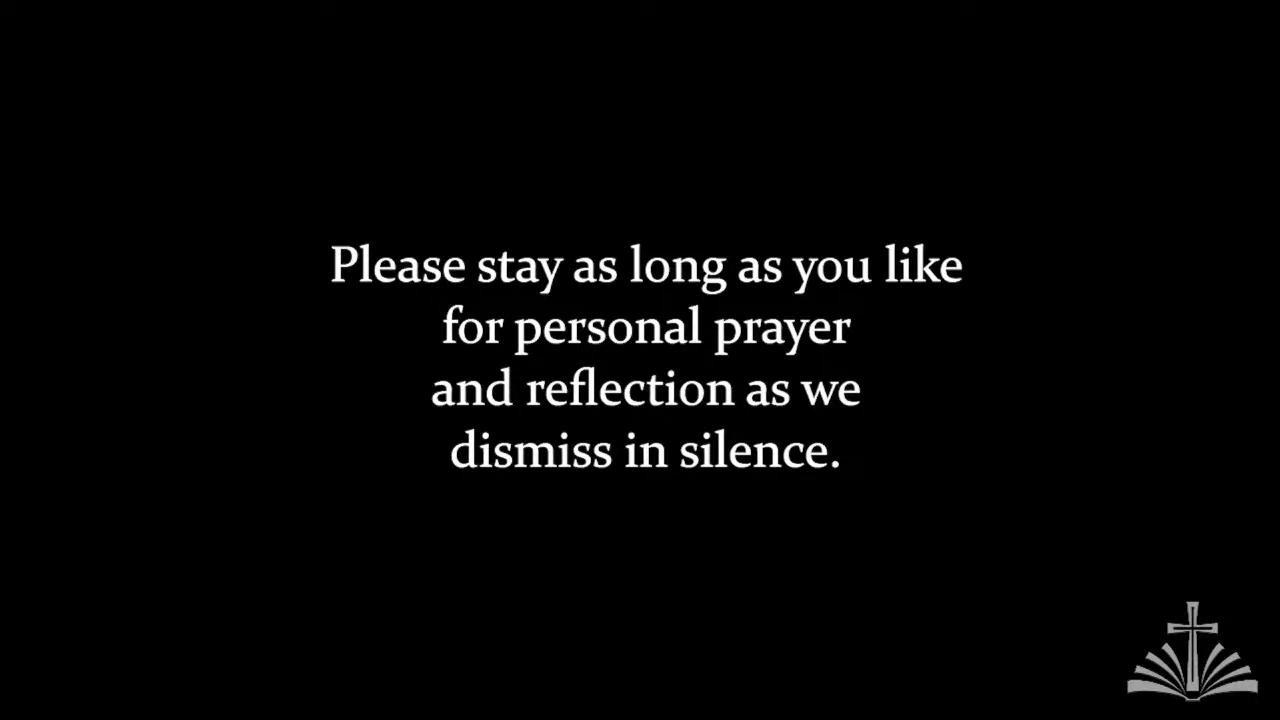 Please stay as long as you like
for personal prayer
and reflection as we
dismiss in silence.